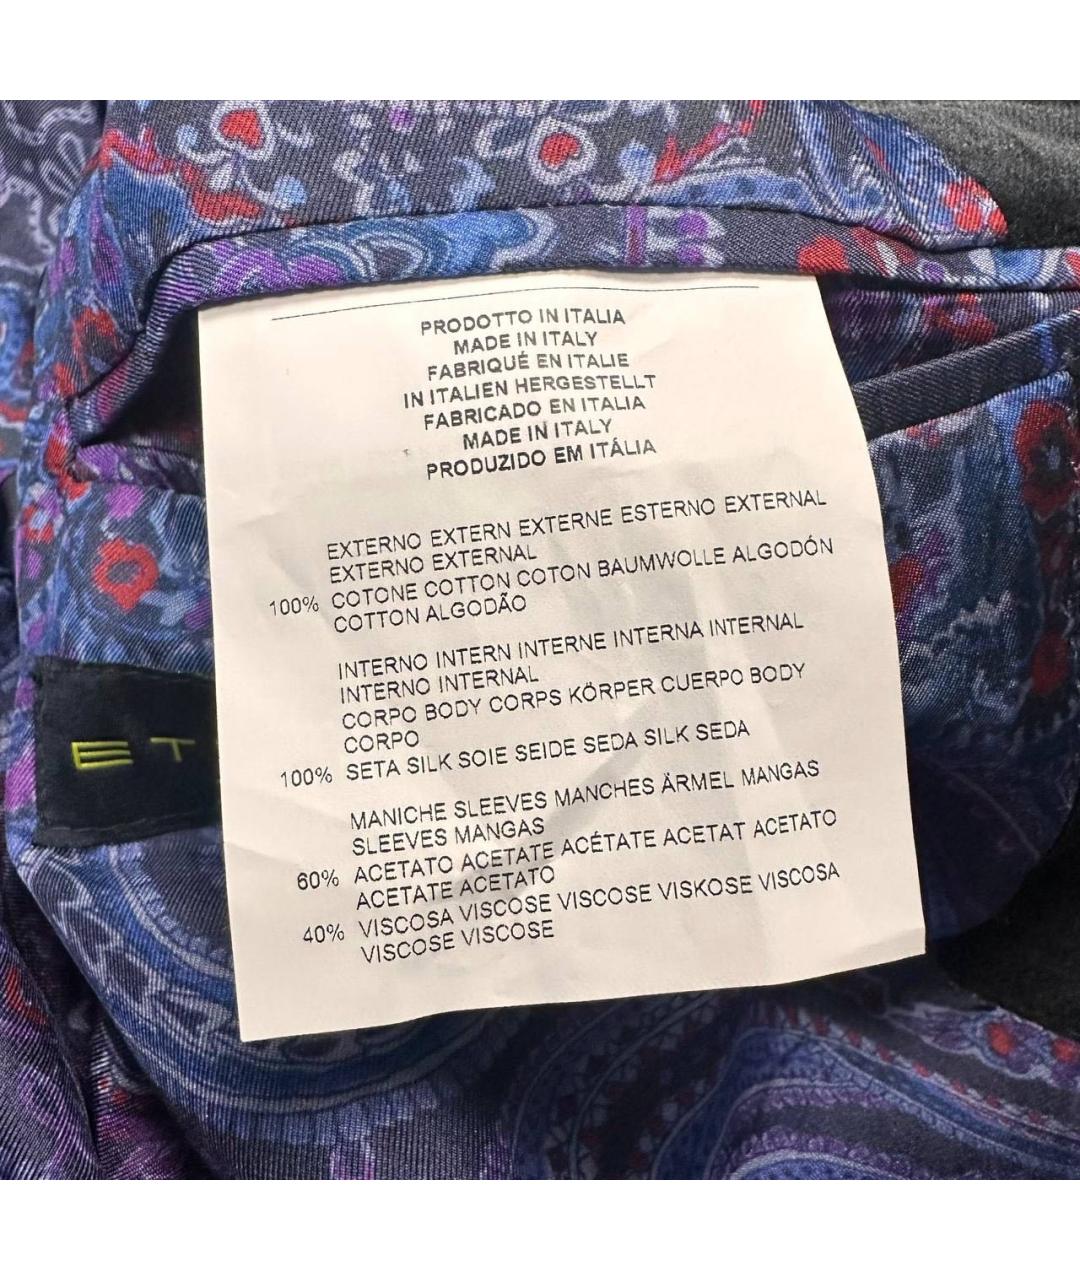 PRODOTTO IN ITALIA
MADE IN ITALY
FABRIQUÉ EN ITALIE
IN ITALIEN HERGESTELLT
FABRICADO EN ITALIA
MADE IN ITALY
PRODUZIDO EM ITÁLIA
EXTERNO EXTERN EXTERNE ESTERNO EXTERNAL
EXTERNO EXTERNAL
100% COTONE COTTON COTON BAUMWOLLE ALGODÓN
COTTON ALGODÃO
INTERNO INTERN INTERNE INTERNA INTERNAL
INTERNO INTERNAL
CORPO BODY CORPS KÖRPER CUERPO BODY
CORPO
100% SETA SILK SOIE SEIDE SEDA SILK SEDA
MANICHE SLEEVES MANCHES ÄRMEL MANGAS
SLEEVES MANGAS
60% ACETATO ACETATE ACÉTATE ACETAT ACETATO
ACETATE ACETATO
40% VISCOSA VISCOSE VISCOSE VISKOSE VISCOSA
VISCOSE VISCOSE
ET